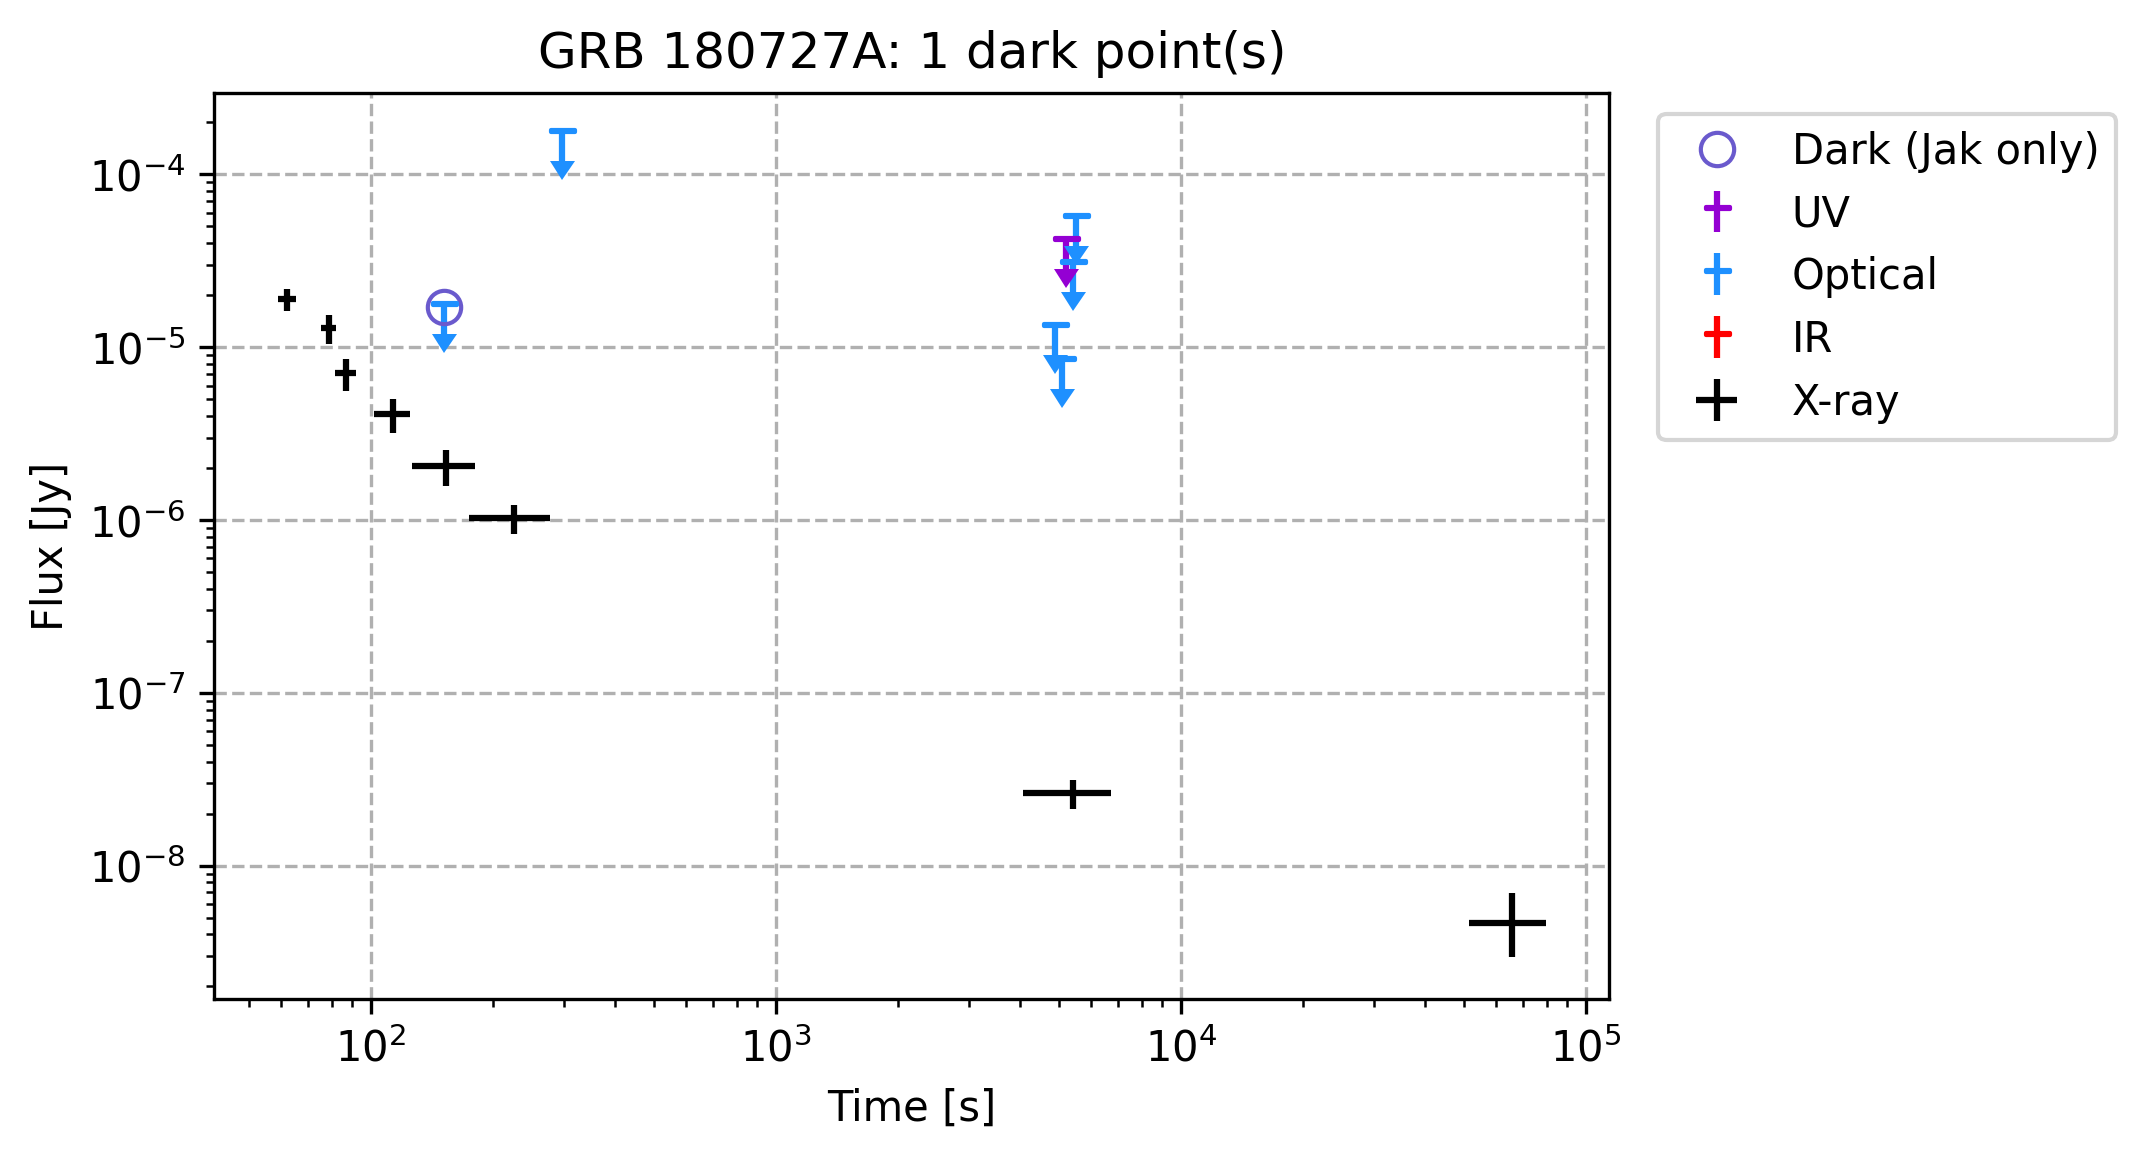 GRB 180727A: 1 dark point(s)
Dark (Jak only)
UV
Optical
IR
X-ray
Flux [Jy]
10⁻⁴
10⁻⁵
10⁻⁶
10⁻⁷
10⁻⁸
10² 10³ 10⁴ 10⁵
Time [s]